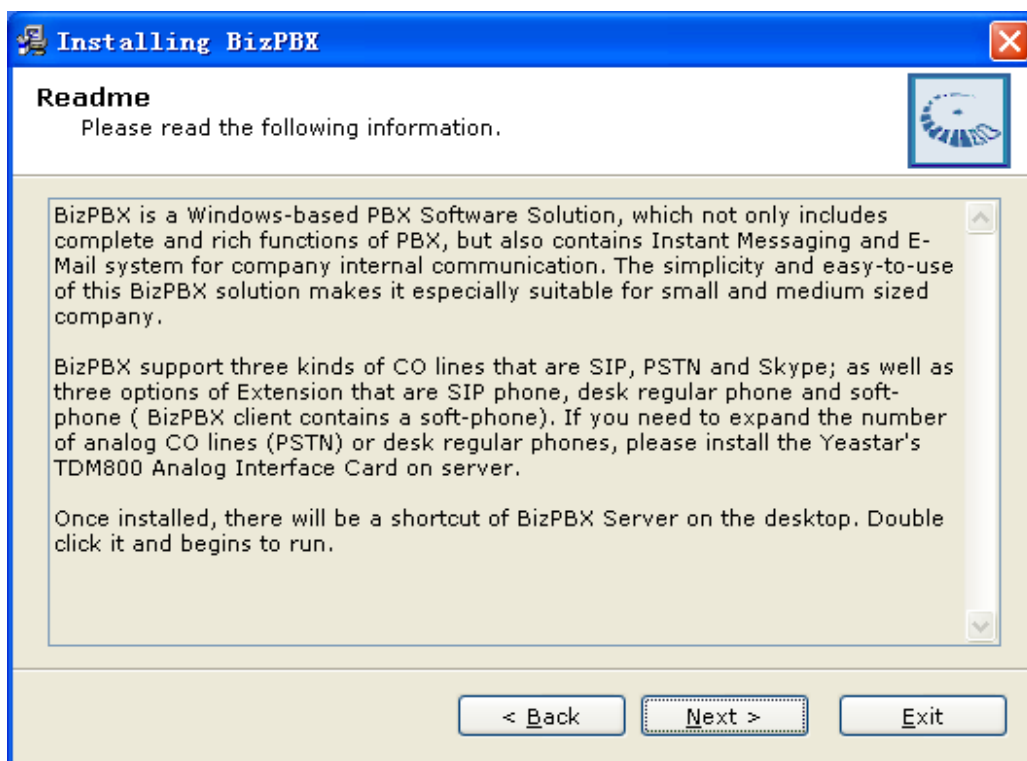 Installing BizPBX
Readme
Please read the following information.
BizPBX is a Windows-based PBX Software Solution, which not only includes
complete and rich functions of PBX, but also contains Instant Messaging and E-
Mail system for company internal communication. The simplicity and easy-to-use
of this BizPBX solution makes it especially suitable for small and medium sized
company.
BizPBX support three kinds of CO lines that are SIP, PSTN and Skype; as well as
three options of Extension that are SIP phone, desk regular phone and soft-
phone ( BizPBX client contains a soft-phone). If you need to expand the number
of analog CO lines (PSTN) or desk regular phones, please install the Yeastar's
TDM800 Analog Interface Card on server.
Once installed, there will be a shortcut of BizPBX Server on the desktop. Double
click it and begins to run.
< Back
Next >
Exit